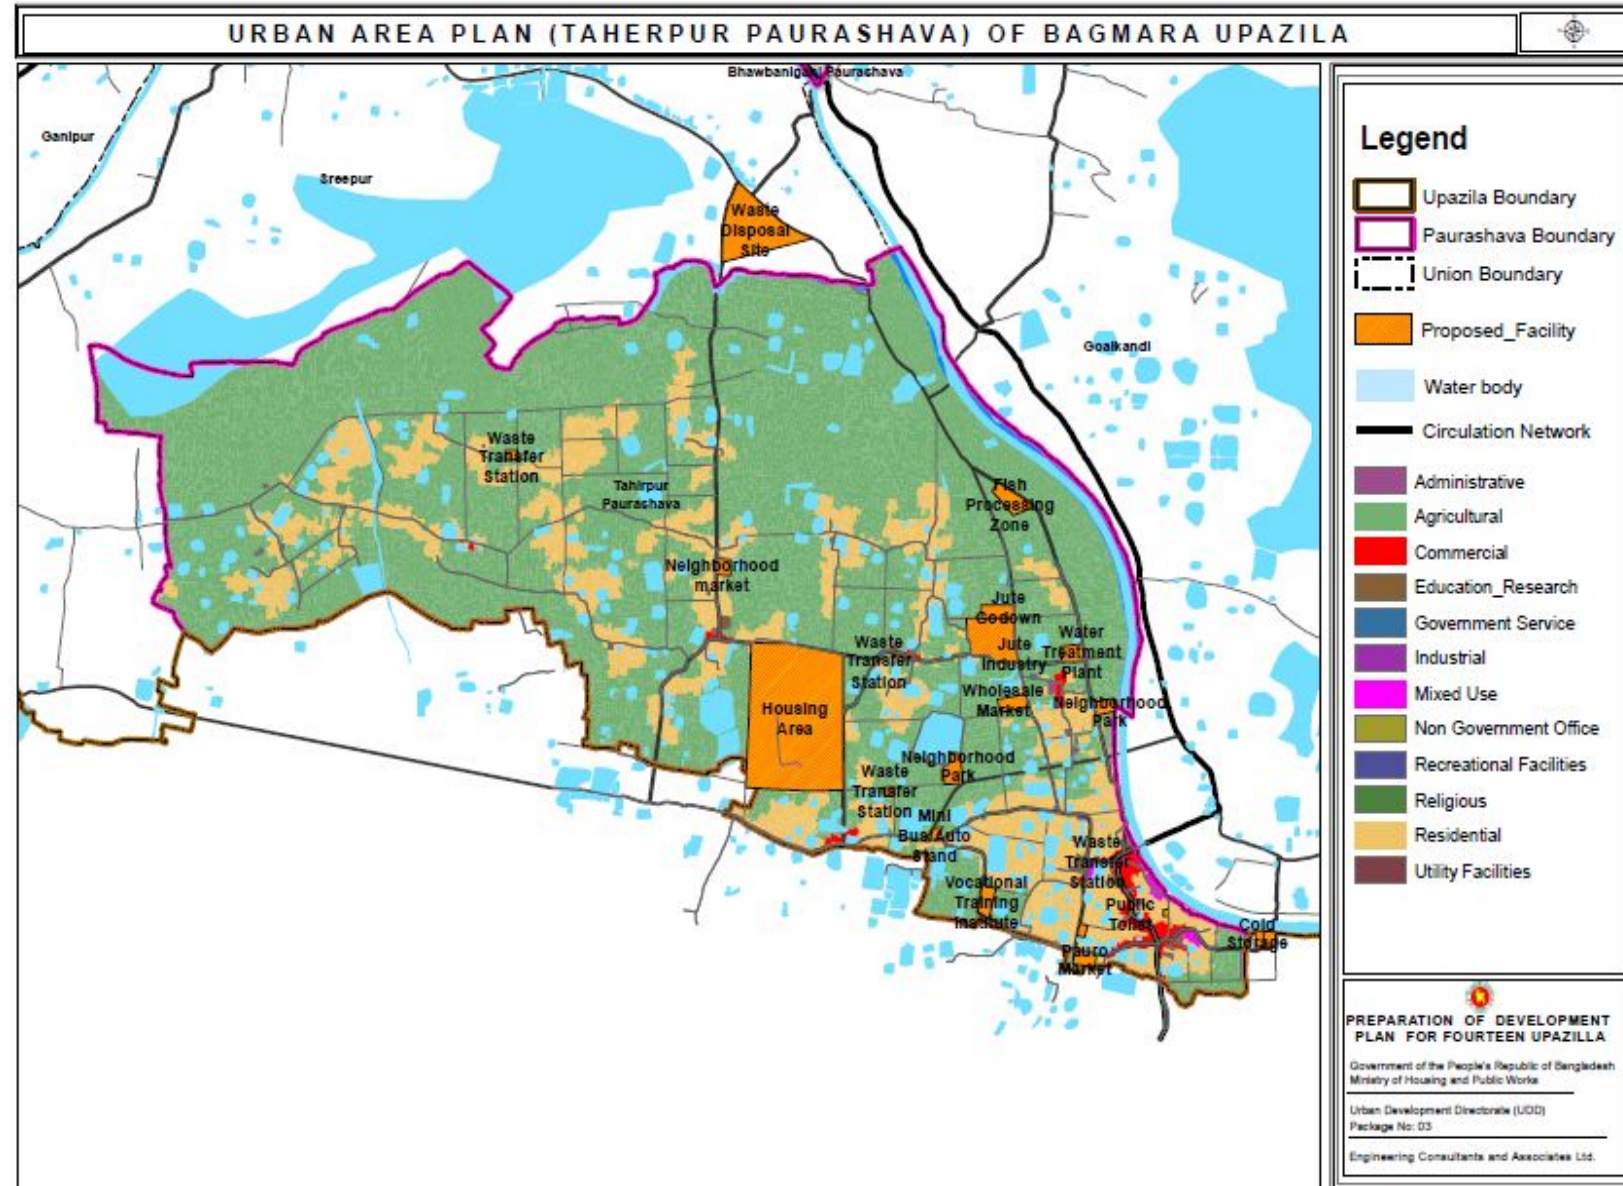 URBAN AREA PLAN (TAHERPUR PAURASHAVA) OF BAGMARA UPAZILA
Bhawbaniganj Paurashava
Ganipur
Sreepur
Waste
Disposal
Site
Goalkandi
Waste
Transfer
Station
Tahirpur
Paurashava
Fish
Processing
Zone
Neighborhood
market
Jute
Godown
Jute
Industry
Water
Treatment
Plant
Waste
Transfer
Station
Wholesale
Market
Neighborhood
Park
Housing
Area
Neighborhood
Park
Waste
Transfer
Station
Mini
Bus/Auto
Stand
Waste
Transfer
Station
Vocational
Training
Institute
Public
Toilet
Cold
Storage
Pauro
Market
Legend
Upazila Boundary
Paurashava Boundary
Union Boundary
Proposed_Facility
Water body
Circulation Network
Administrative
Agricultural
Commercial
Education_Research
Government Service
Industrial
Mixed Use
Non Government Office
Recreational Facilities
Religious
Residential
Utility Facilities
PREPARATION OF DEVELOPMENT
PLAN FOR FOURTEEN UPAZILLA
Government of the People's Republic of Bangladesh
Ministry of Housing and Public Works
Urban Development Directorate (UDD)
Package No: 03
Engineering Consultants and Associates Ltd.